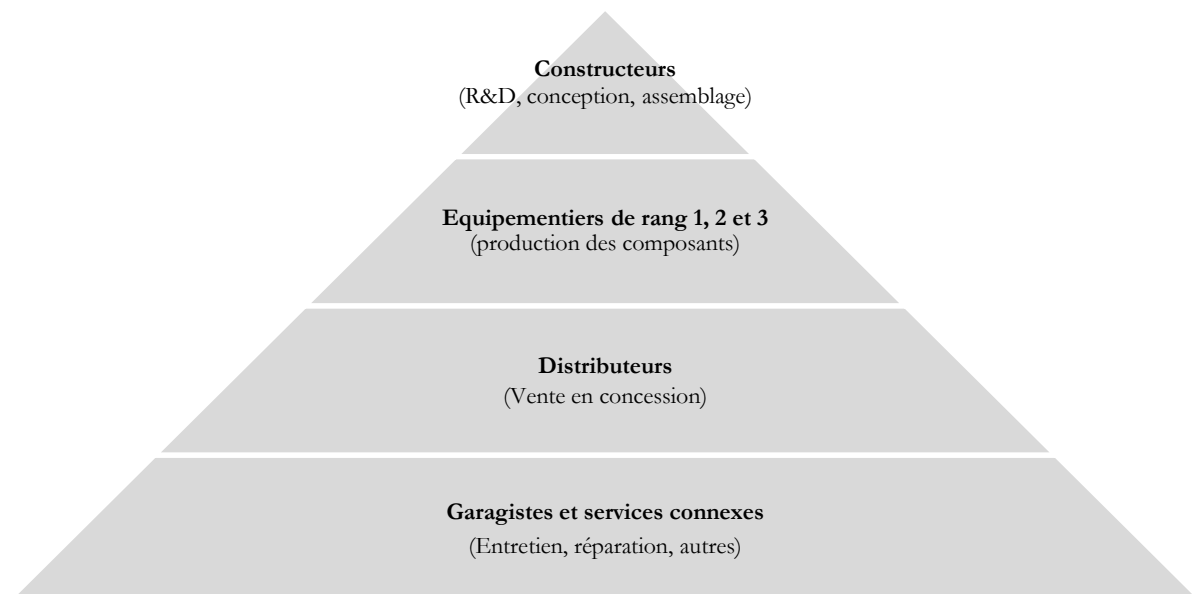 Constructeurs
(R&D, conception, assemblage)
Equipementiers de rang 1, 2 et 3
(production des composants)
Distributeurs
(Vente en concession)
Garagistes et services connexes
(Entretien, réparation, autres)